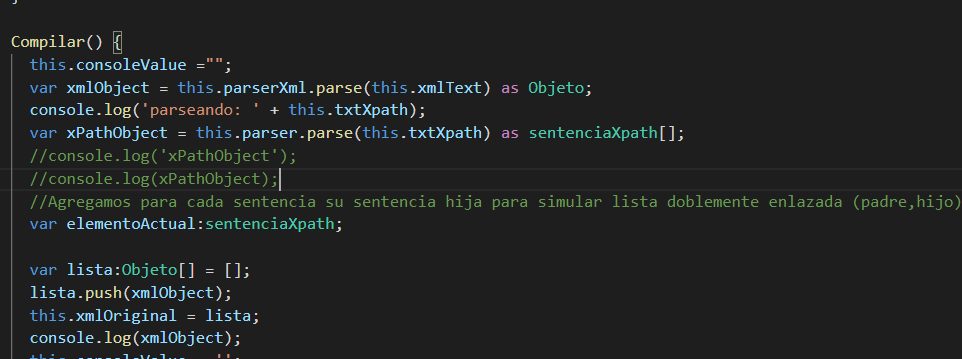 }
Compilar() {
this.consoleValue ="";
var xmlObject = this.parserXml.parse(this.xmlText) as Objeto;
console.log('parseando: ' + this.txtXpath);
var xPathObject = this.parser.parse(this.txtXpath) as sentenciaXpath[];
//console.log('xPathObject');
//console.log(xPathObject);
//Agregamos para cada sentencia su sentencia hija para simular lista doblemente enlazada (padre,hijo)
var elementoActual:sentenciaXpath;
var lista:Objeto[] = [];
lista.push(xmlObject);
this.xmlOriginal = lista;
console.log(xmlObject);
this.consoleValue = '';